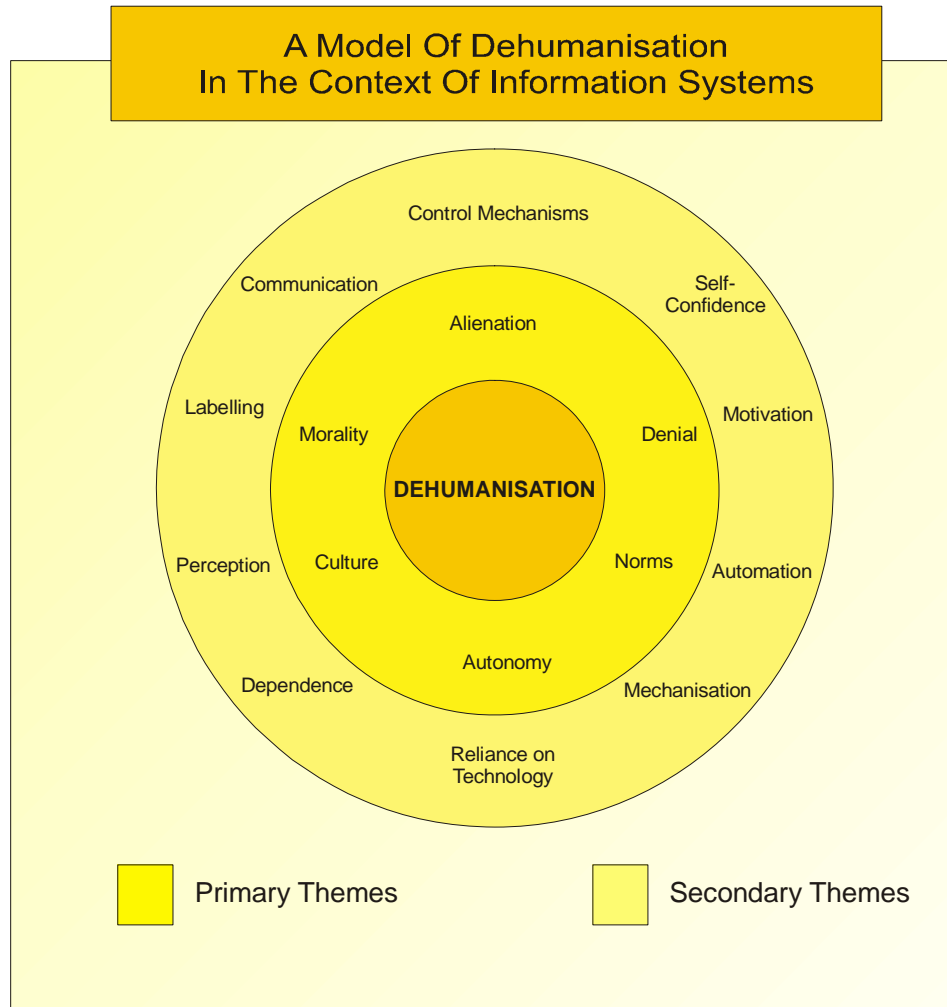 A Model Of Dehumanisation
In The Context Of Information Systems
Control Mechanisms
Communication
Self-
Confidence
Alienation
Labelling
Motivation
Morality
Denial
DEHUMANISATION
Culture
Norms
Perception
Automation
Autonomy
Dependence
Mechanisation
Reliance on
Technology
Primary Themes
Secondary Themes